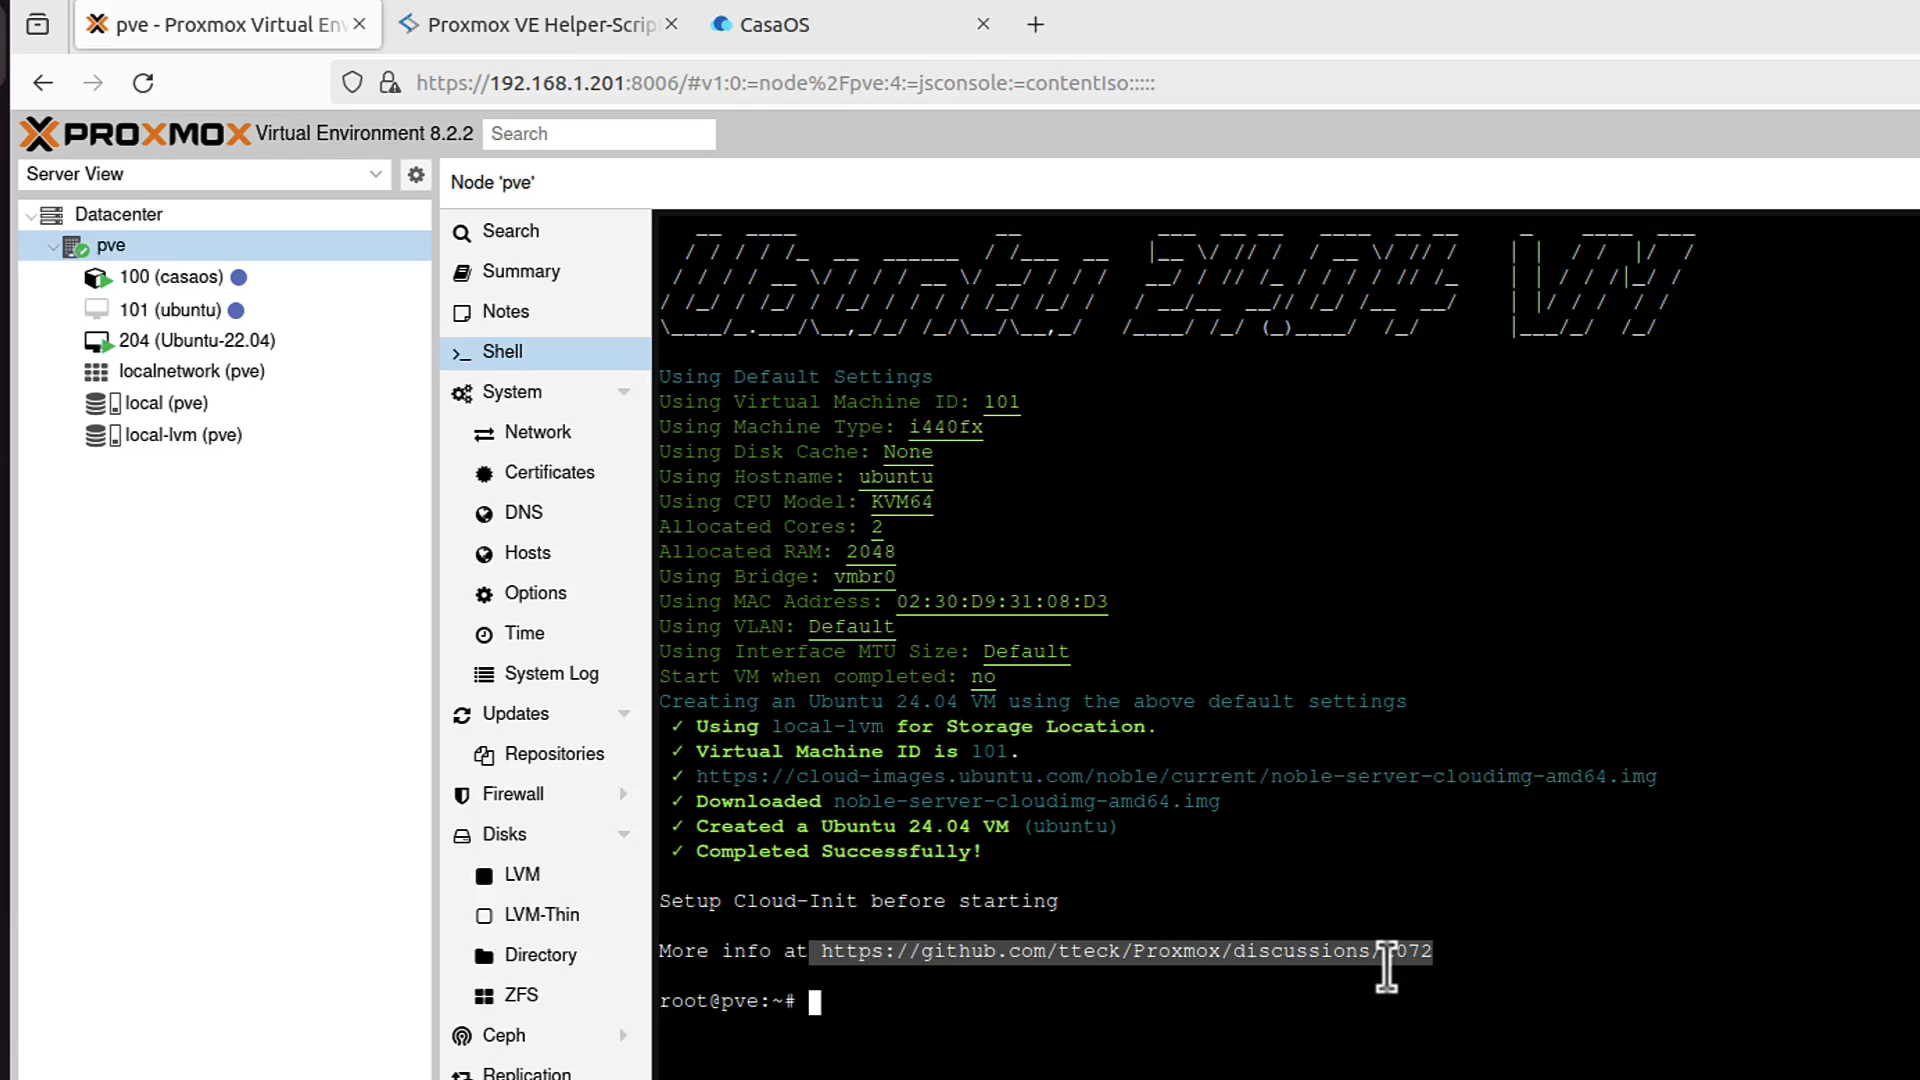 pve - Proxmox Virtual Env
Proxmox VE Helper-Scrip
CasaOS
https://192.168.1.201:8006/#v1:0:=node%2Fpve:4:=jsconsole:=contentIso:::::
PROXMOX Virtual Environment 8.2.2
Search
Server View
Datacenter
pve
100 (casaos)
101 (ubuntu)
204 (Ubuntu-22.04)
localnetwork (pve)
local (pve)
local-lvm (pve)
Node 'pve'
Search
Summary
Notes
Shell
System
Network
Certificates
DNS
Hosts
Options
Time
System Log
Updates
Repositories
Firewall
Disks
LVM
LVM-Thin
Directory
ZFS
Ceph
Replication
Ubuntu 24.04 VM
Using Default Settings
Using Virtual Machine ID: 101
Using Machine Type: i440fx
Using Disk Cache: None
Using Hostname: ubuntu
Using CPU Model: KVM64
Allocated Cores: 2
Allocated RAM: 2048
Using Bridge: vmbr0
Using MAC Address: 02:30:D9:31:08:D3
Using VLAN: Default
Using Interface MTU Size: Default
Start VM when completed: no
Creating an Ubuntu 24.04 VM using the above default settings
✓ Using local-lvm for Storage Location.
✓ Virtual Machine ID is 101.
✓ https://cloud-images.ubuntu.com/noble/current/noble-server-cloudimg-amd64.img
✓ Downloaded noble-server-cloudimg-amd64.img
✓ Created a Ubuntu 24.04 VM (ubuntu)
✓ Completed Successfully!
Setup Cloud-Init before starting
More info at
root@pve:~#